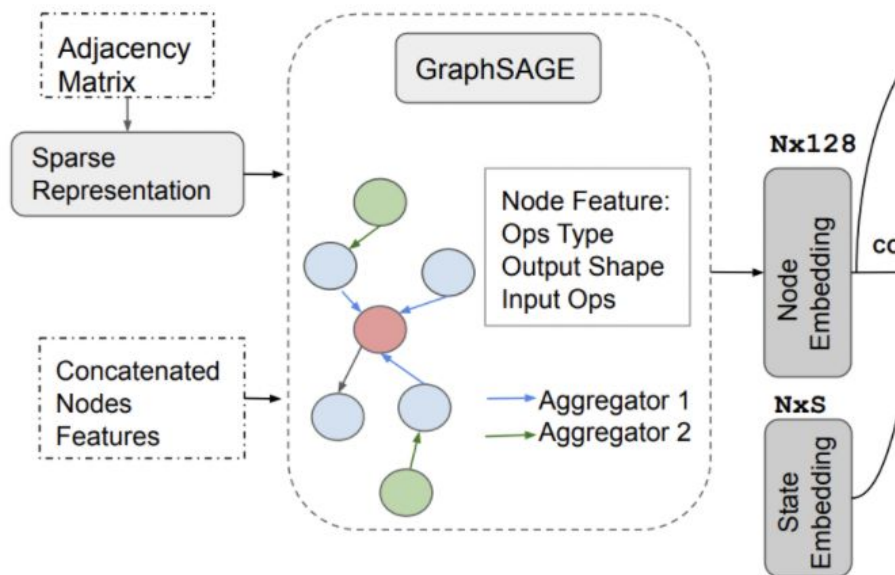 Adjacency
Matrix
Sparse
Representation
Concatenated
Nodes
Features
GraphSAGE
Node Feature:
Ops Type
Output Shape
Input Ops
Aggregator 1
Aggregator 2
Nx128
Node
Embedding
NxS
State
Embedding